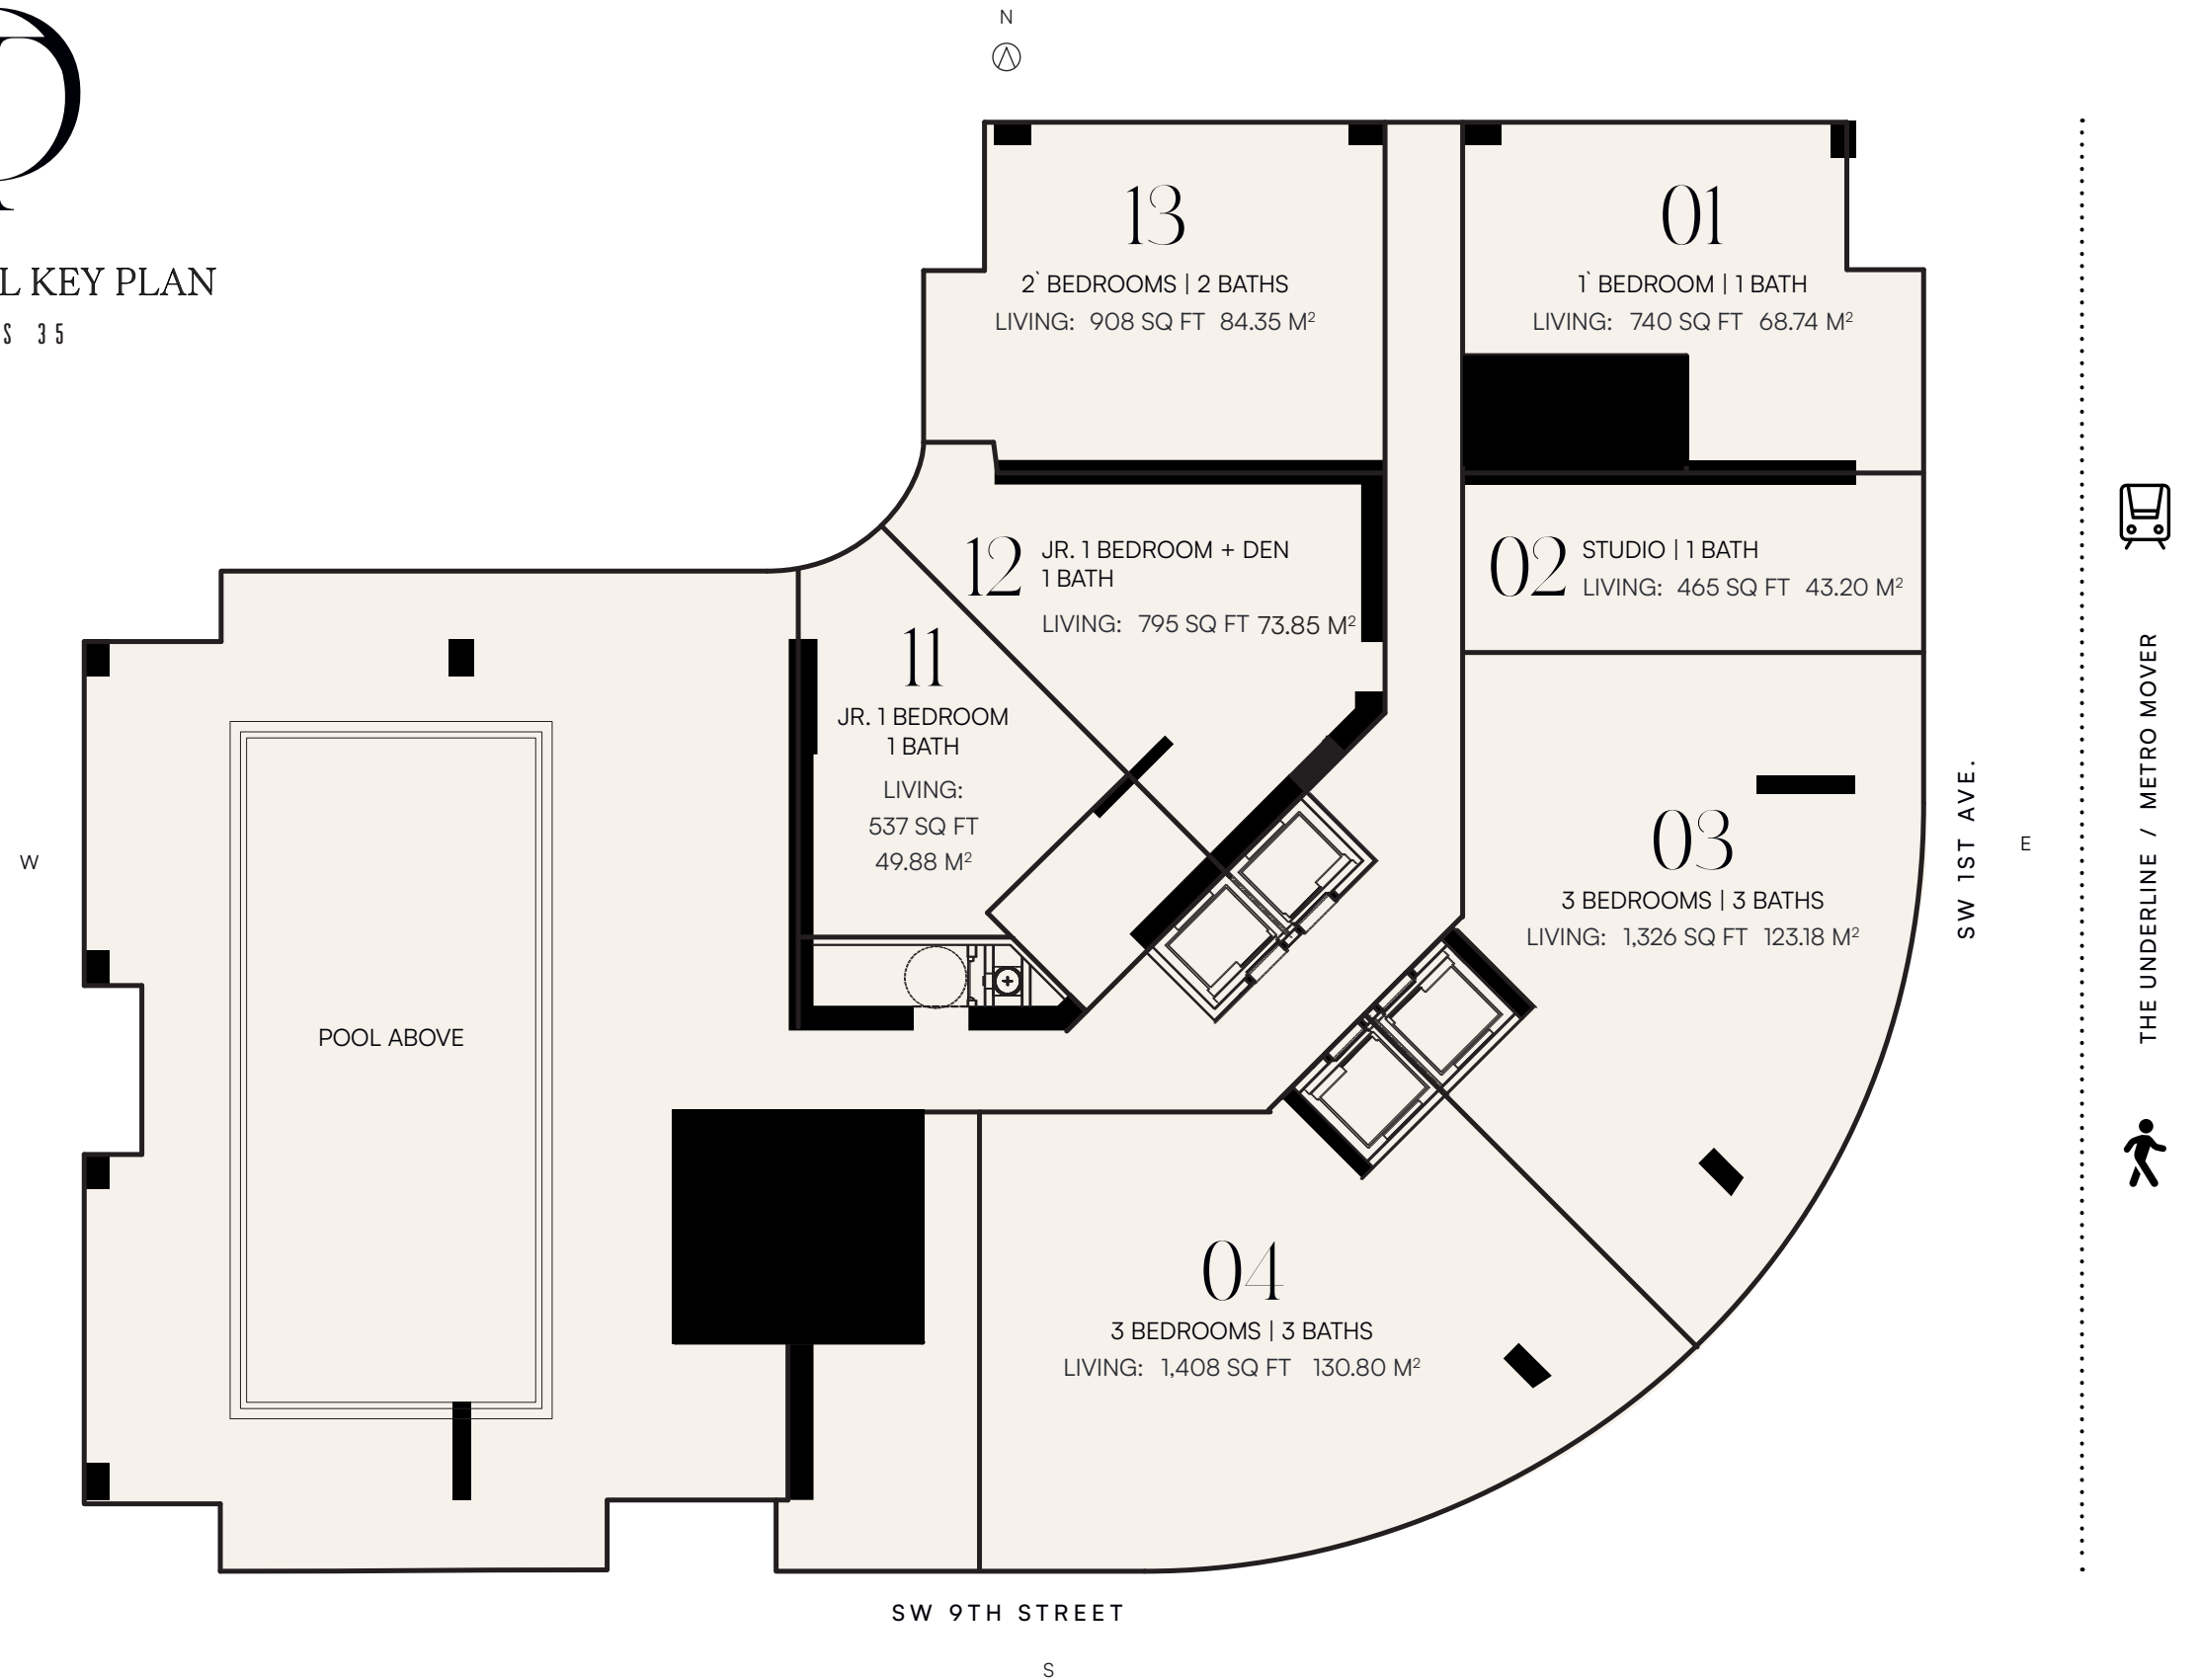 N
L KEY PLAN
S 35
13
2` BEDROOMS | 2 BATHS
LIVING: 908 SQ FT 84.35 M²
01
1` BEDROOM | 1 BATH
LIVING: 740 SQ FT 68.74 M²
12
JR. 1 BEDROOM + DEN
1 BATH
LIVING: 795 SQ FT 73.85 M²
02
STUDIO | 1 BATH
LIVING: 465 SQ FT 43.20 M²
11
JR. 1 BEDROOM
1 BATH
LIVING:
537 SQ FT
49.88 M²
03
3 BEDROOMS | 3 BATHS
LIVING: 1,326 SQ FT 123.18 M²
W
E
SW 1ST AVE.
THE UNDERLINE / METRO MOVER
POOL ABOVE
04
3 BEDROOMS | 3 BATHS
LIVING: 1,408 SQ FT 130.80 M²
SW 9TH STREET
S